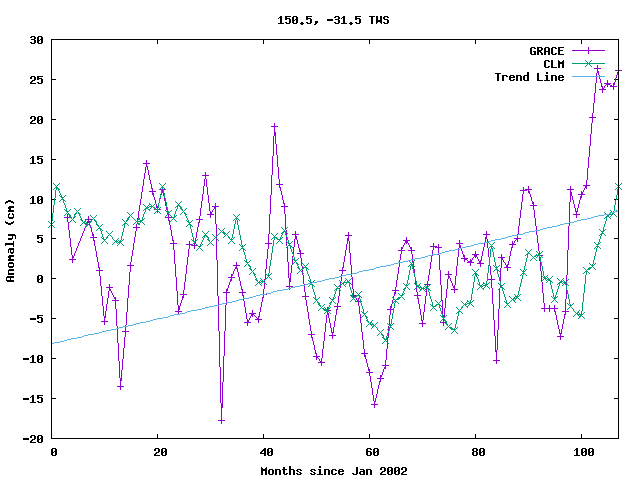 150.5, -31.5 TWS
GRACE
CLM
Trend Line
30
25
20
15
10
5
0
-5
-10
-15
-20
Anomaly (cm)
0 20 40 60 80 100
Months since Jan 2002